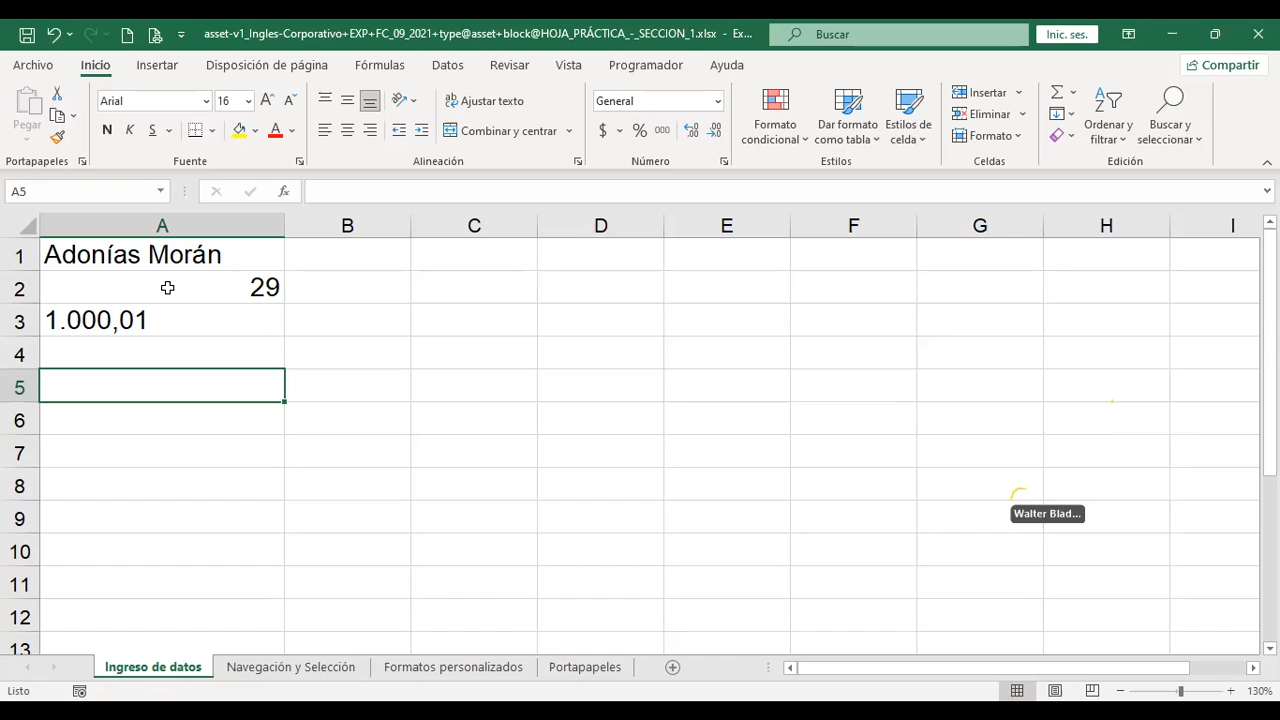 asset-v1_Ingles-Corporativo+EXP+FC_09_2021+type@asset+block@HOJA_PRÁCTICA_-_SECCION_1.xlsx - Ex...
Buscar
Inic. ses.
Archivo Inicio Insertar Disposición de página Fórmulas Datos Revisar Vista Programador Ayuda
Compartir
Pegar
Portapapeles
Arial 16
N K S
Fuente
Ajustar texto
Combinar y centrar
Alineación
General
$ % 000
Número
Formato condicional
Dar formato como tabla
Estilos de celda
Estilos
Insertar
Eliminar
Formato
Celdas
Ordenar y filtrar
Buscar y seleccionar
Edición
A5
fx
A B C D E F G H I
1 Adonías Morán
2 29
3 1.000,01
4
5
6
7
8
9
Walter Blad...
10
11
12
13
Ingreso de datos Navegación y Selección Formatos personalizados Portapapeles
Listo
130%